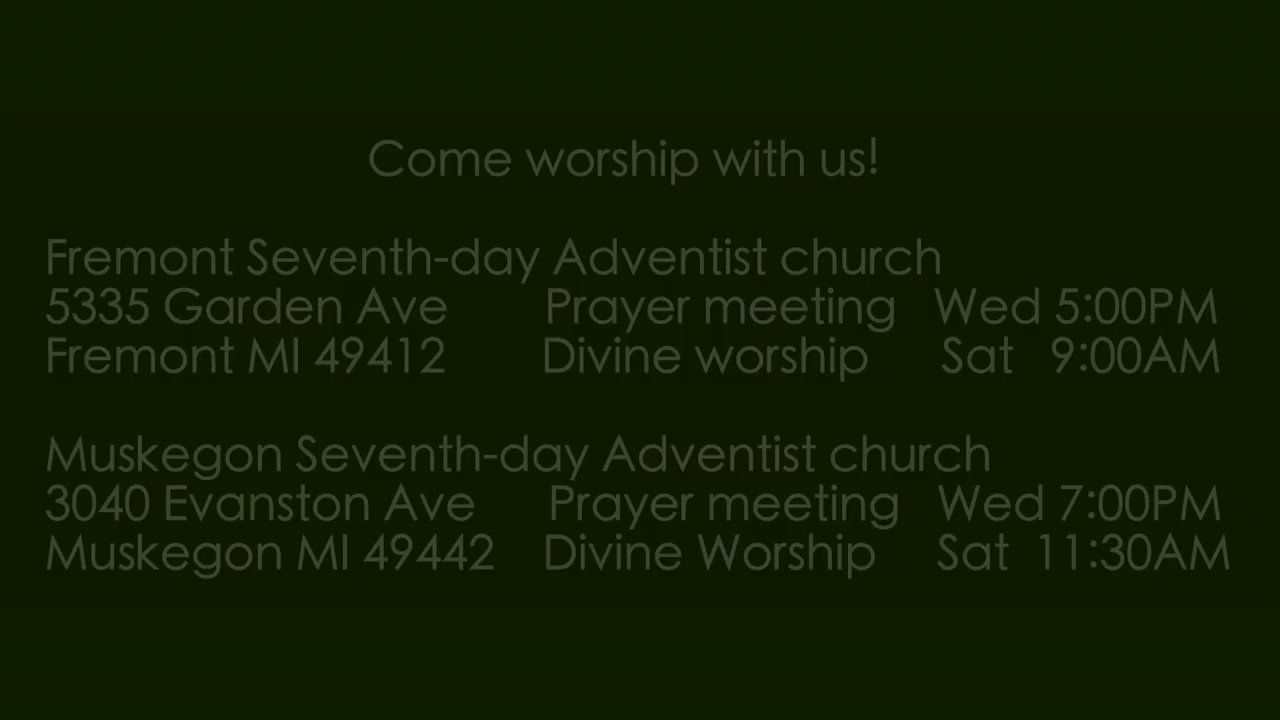 Come worship with us!
Fremont Seventh-day Adventist church
5335 Garden Ave Prayer meeting Wed 5:00PM
Fremont MI 49412 Divine worship Sat 9:00AM
Muskegon Seventh-day Adventist church
3040 Evanston Ave Prayer meeting Wed 7:00PM
Muskegon MI 49442 Divine Worship Sat 11:30AM